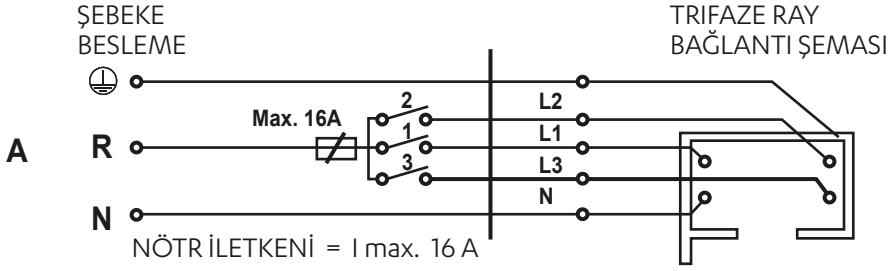 ŞEBEKE
BESLEME
TRIFAZE RAY
BAĞLANTI ŞEMASI
2
L2
Max. 16A
A
R
1
L1
3
L3
N
N
NÖTR İLETKENİ = I max. 16 A